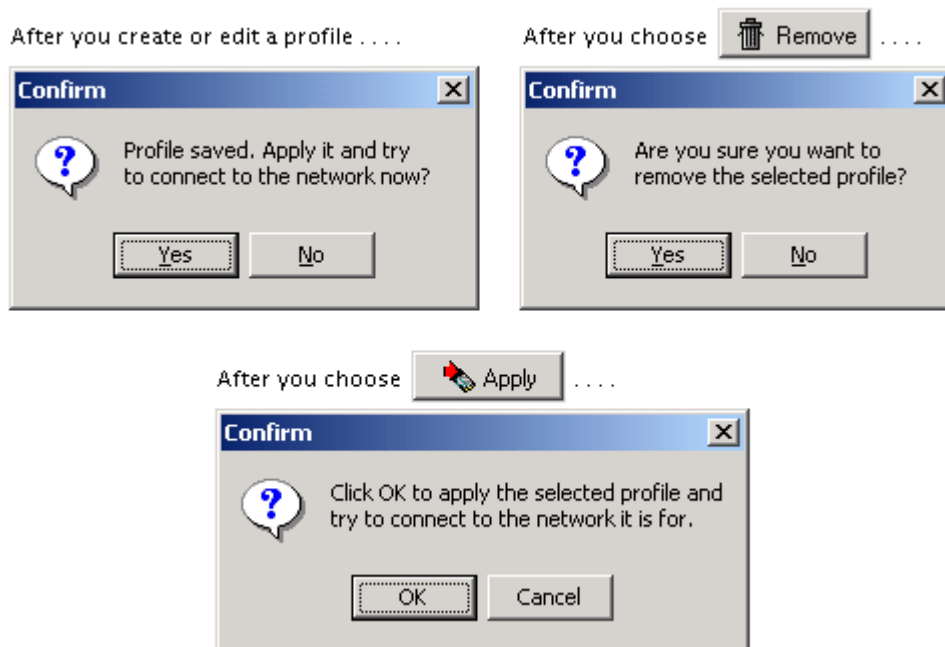 After you create or edit a profile . . . .
Confirm
Profile saved. Apply it and try
to connect to the network now?
Yes No
After you choose Remove . . . .
Confirm
Are you sure you want to
remove the selected profile?
Yes No
After you choose Apply . . . .
Confirm
Click OK to apply the selected profile and
try to connect to the network it is for.
OK Cancel